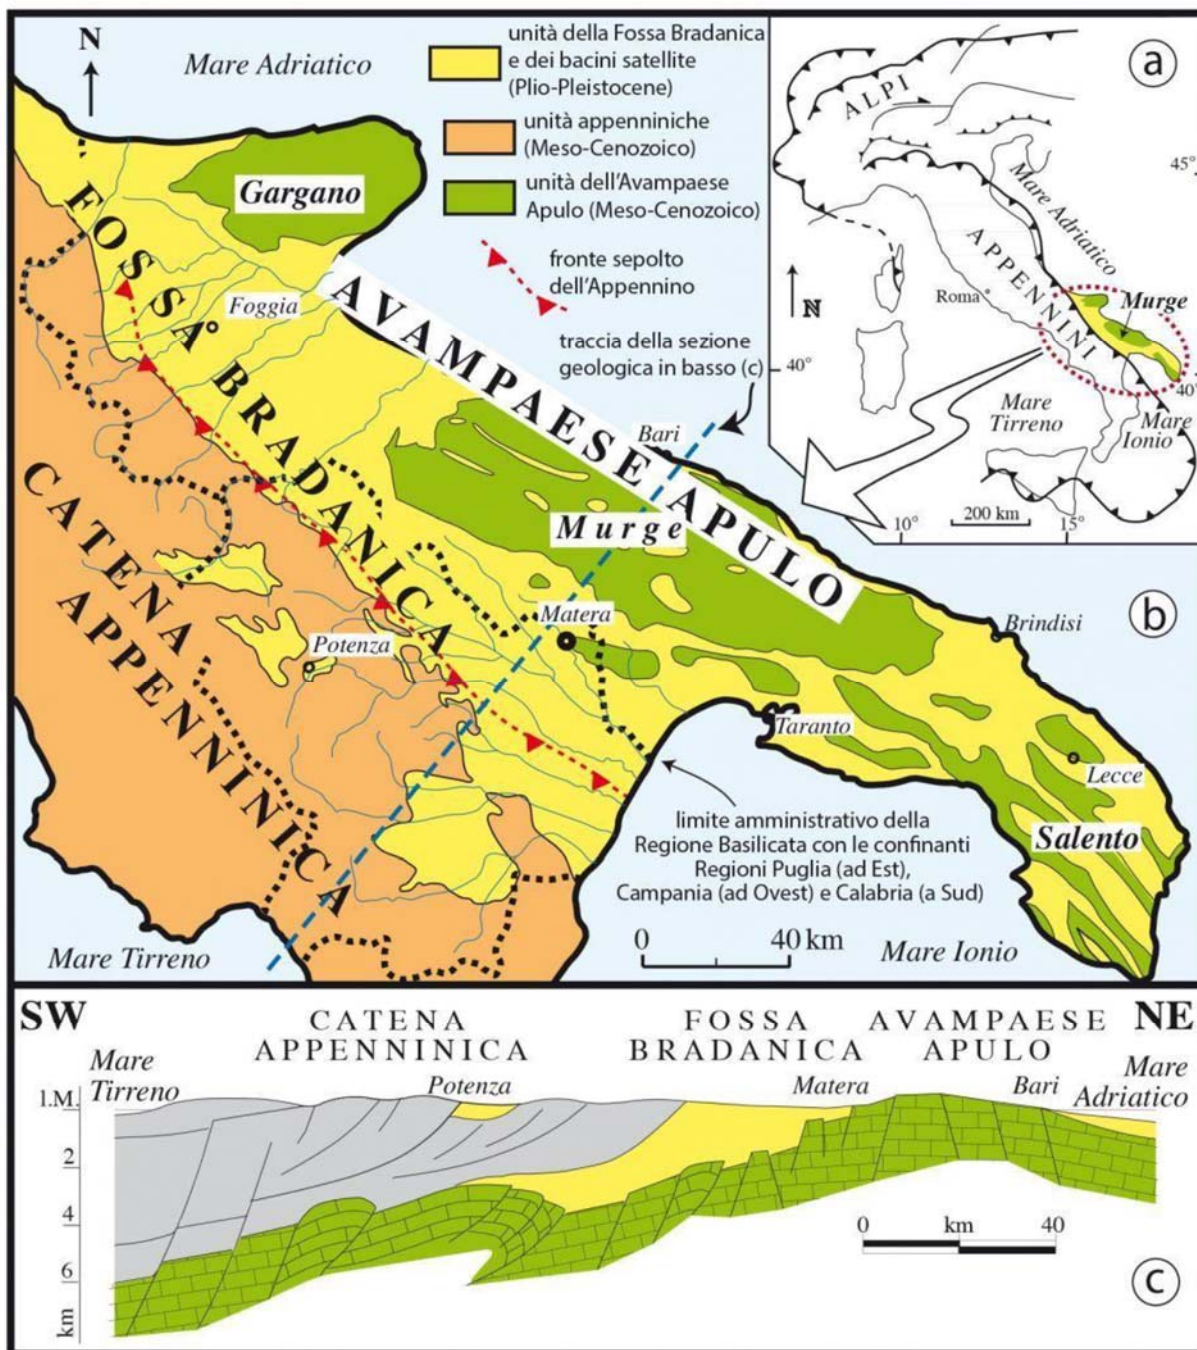 N
Mare Adriatico
unità della Fossa Bradanica
e dei bacini satellite
(Plio-Pleistocene)
unità appenniniche
(Meso-Cenozoico)
unità dell'Avampaese
Apulo (Meso-Cenozoico)
fronte sepolto
dell'Appennino
traccia della sezione
geologica in basso (c)
Gargano
FOSSA BRADANICA
Foggia
AVAMPAESE APULO
Bari
Murge
CATENA
APPENNINICA
Matera
Potenza
Brindisi
Taranto
Lecce
Salento
limite amministrativo della
Regione Basilicata con le confinanti
Regioni Puglia (ad Est),
Campania (ad Ovest) e Calabria (a Sud)
0 40 km
Mare Tirreno
Mare Ionio
b
a
ALPI
45°
Mare Adriatico
APPENNINI
Roma
N
Murge
40°
40°
Mare
Tirreno
Mare
Ionio
10°
200 km
15°
SW
CATENA
APPENNINICA
FOSSA
BRADANICA
AVAMPAESE
APULO
NE
Mare
Tirreno
Potenza
Matera
Bari
Mare
Adriatico
l.M.
2
4
6
km
0 km 40
c